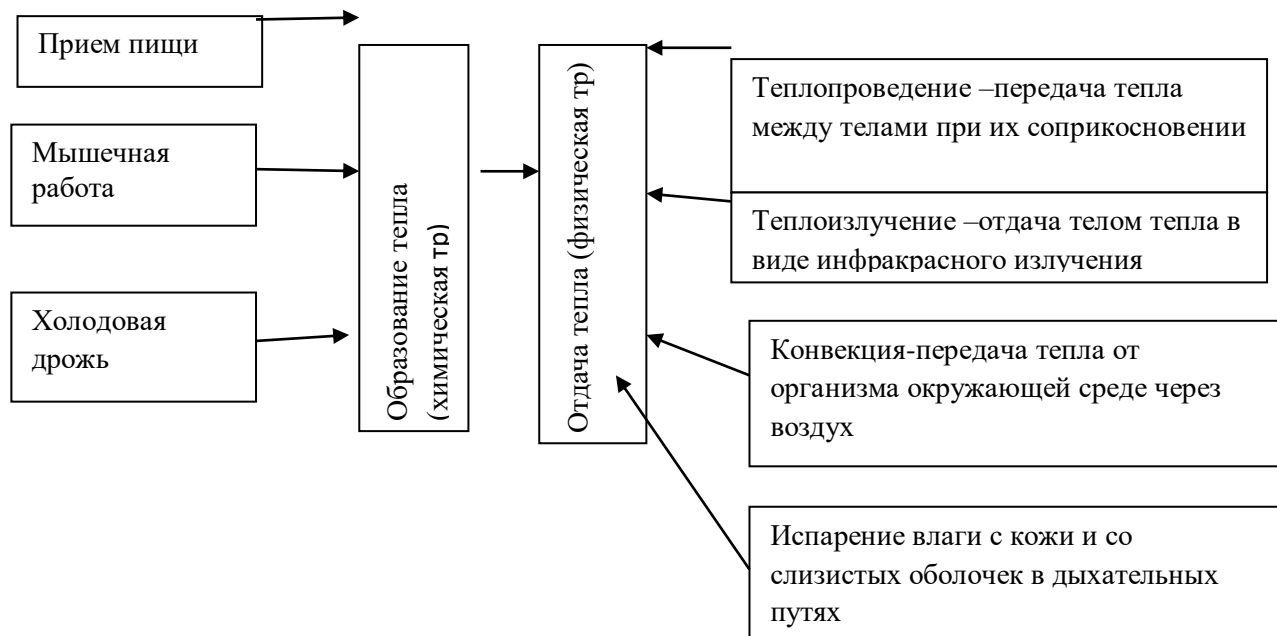 Прием пищи
Мышечная
работа
Холодовая
дрожь
Образование тепла
(химическая тр)
Отдача тепла (физическая тр)
Теплопроведение –передача тепла
между телами при их соприкосновении
Теплоизлучение –отдача телом тепла в
виде инфракрасного излучения
Конвекция-передача тепла от
организма окружающей среде через
воздух
Испарение влаги с кожи и со
слизистых оболочек в дыхательных
путях